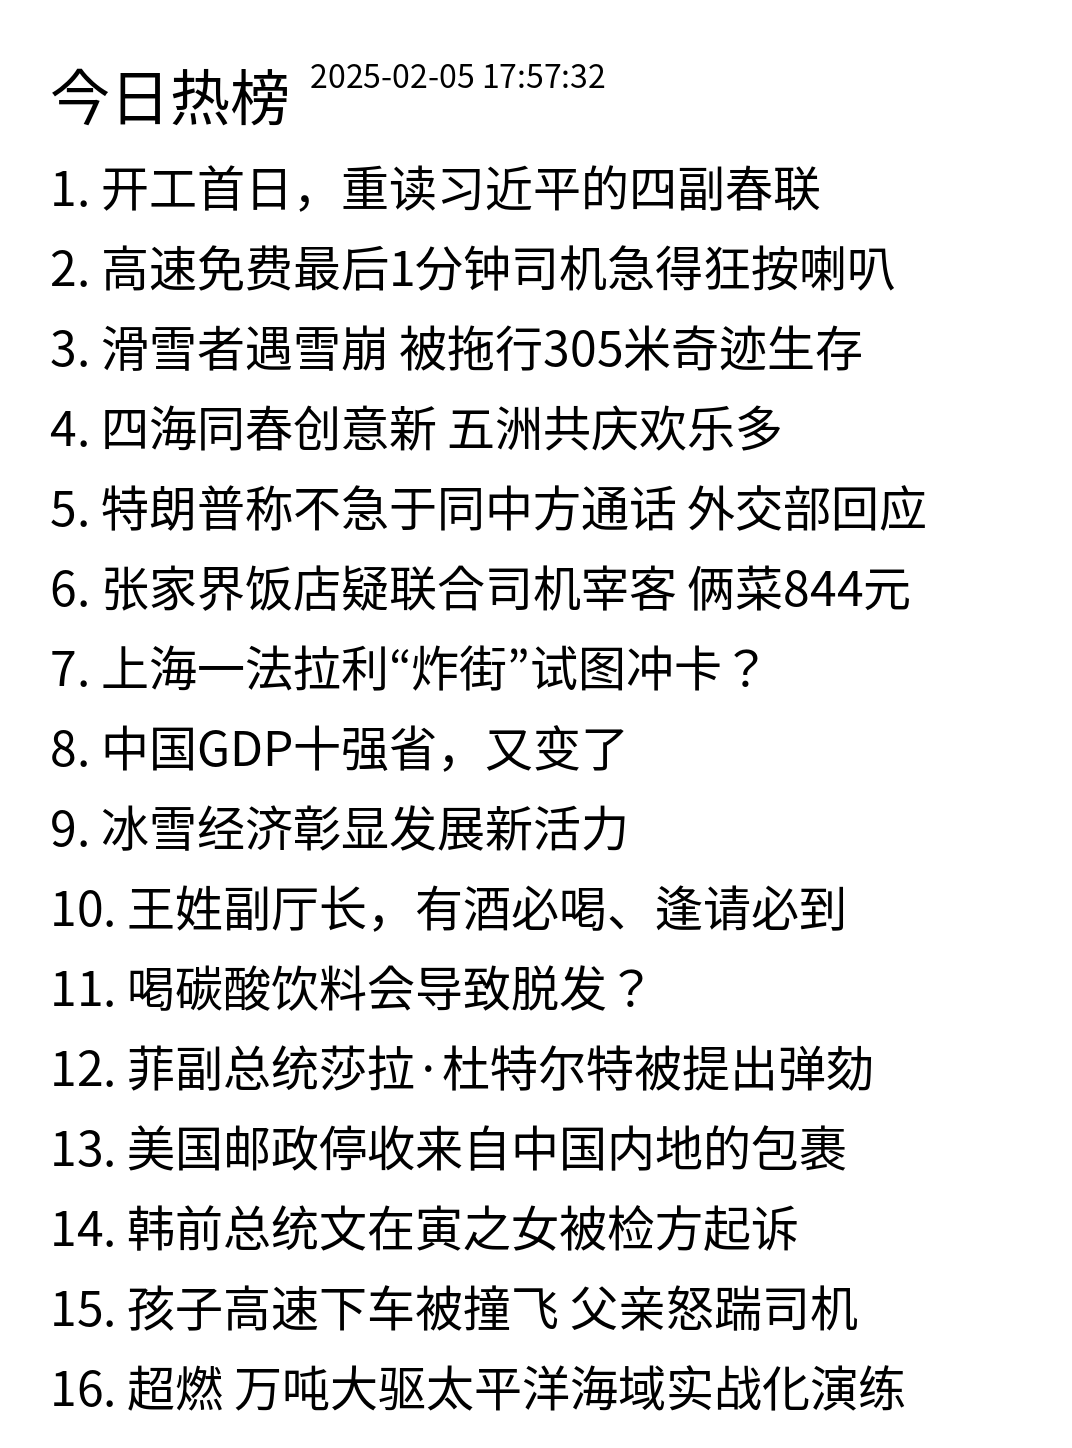 今日热榜 2025-02-05 17:57:32
1. 开工首日，重读习近平的四副春联
2. 高速免费最后1分钟司机急得狂按喇叭
3. 滑雪者遇雪崩 被拖行305米奇迹生存
4. 四海同春创意新 五洲共庆欢乐多
5. 特朗普称不急于同中方通话 外交部回应
6. 张家界饭店疑联合司机宰客 俩菜844元
7. 上海一法拉利“炸街”试图冲卡？
8. 中国GDP十强省，又变了
9. 冰雪经济彰显发展新活力
10. 王姓副厅长，有酒必喝、逢请必到
11. 喝碳酸饮料会导致脱发？
12. 菲副总统莎拉·杜特尔特被提出弹劾
13. 美国邮政停收来自中国内地的包裹
14. 韩前总统文在寅之女被检方起诉
15. 孩子高速下车被撞飞 父亲怒踹司机
16. 超燃 万吨大驱太平洋海域实战化演练